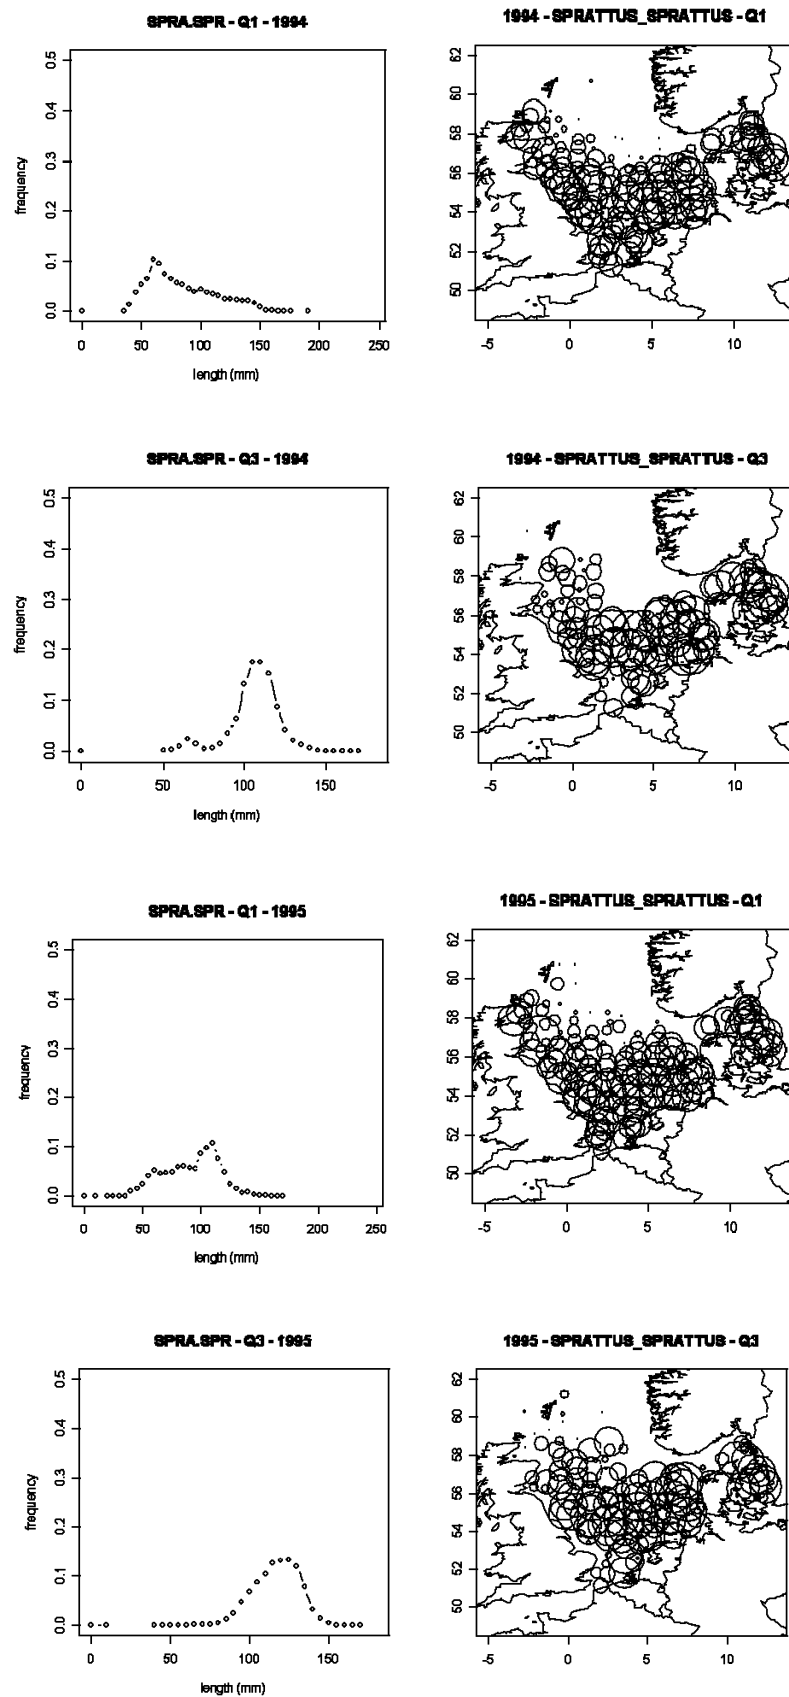 SPRA.SPR - Q1 - 1994
frequency
0.5
0.4
0.3
0.2
0.1
0.0
0 50 100 150 200 250
length (mm)
1994 - SPRATTUS_SPRATTUS - Q1
62
60
58
56
54
52
50
-5 0 5 10
SPRA.SPR - Q3 - 1994
frequency
0.5
0.4
0.3
0.2
0.1
0.0
0 50 100 150
length (mm)
1994 - SPRATTUS_SPRATTUS - Q3
62
60
58
56
54
52
50
-5 0 5 10
SPRA.SPR - Q1 - 1995
frequency
0.5
0.4
0.3
0.2
0.1
0.0
0 50 100 150 200 250
length (mm)
1995 - SPRATTUS_SPRATTUS - Q1
62
60
58
56
54
52
50
-5 0 5 10
SPRA.SPR - Q3 - 1995
frequency
0.5
0.4
0.3
0.2
0.1
0.0
0 50 100 150
length (mm)
1995 - SPRATTUS_SPRATTUS - Q3
62
60
58
56
54
52
50
-5 0 5 10